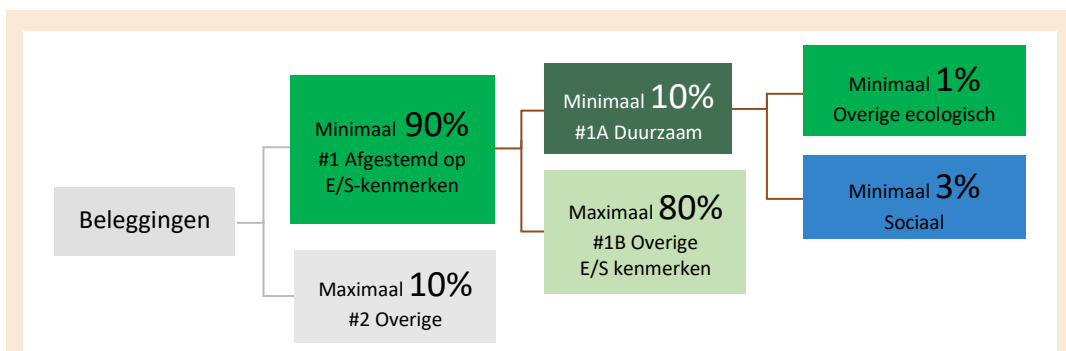 Beleggingen
Minimaal 90%
#1 Afgestemd op
E/S-kenmerken
Maximaal 10%
#2 Overige
Minimaal 10%
#1A Duurzaam
Maximaal 80%
#1B Overige
E/S kenmerken
Minimaal 1%
Overige ecologisch
Minimaal 3%
Sociaal